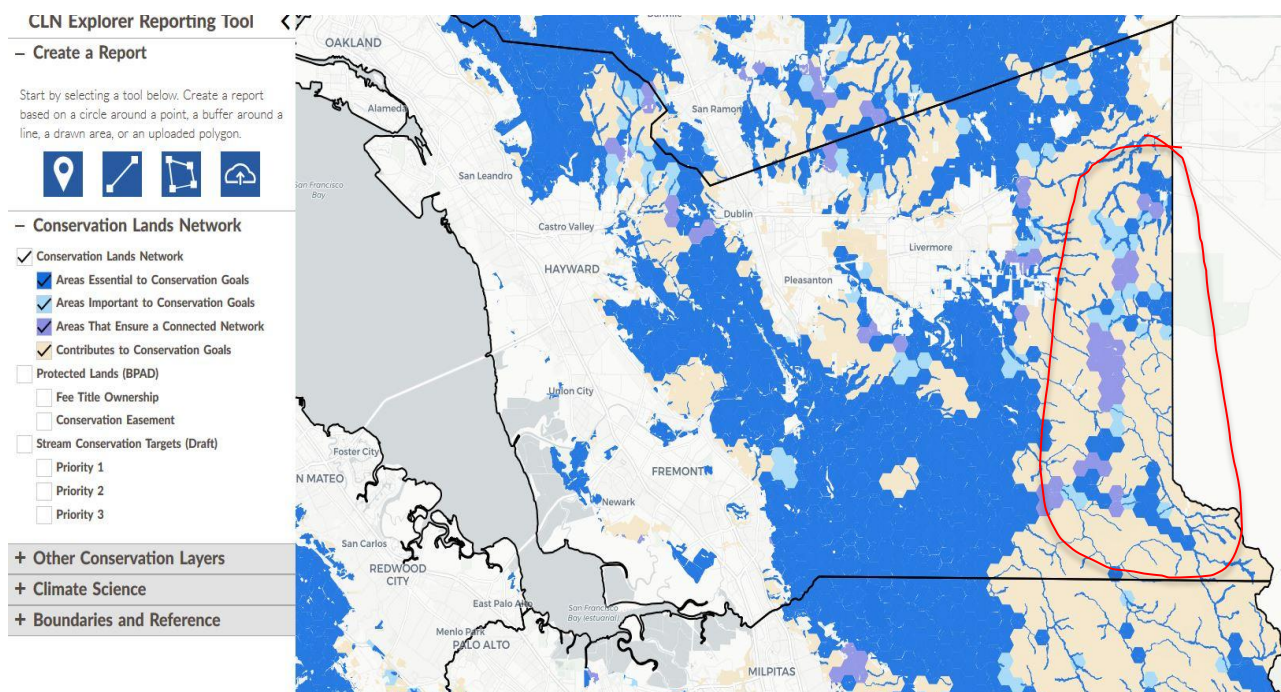 CLN Explorer Reporting Tool
− Create a Report
Start by selecting a tool below. Create a report
based on a circle around a point, a buffer around a
line, a drawn area, or an uploaded polygon.
− Conservation Lands Network
Conservation Lands Network
Areas Essential to Conservation Goals
Areas Important to Conservation Goals
Areas That Ensure a Connected Network
Contributes to Conservation Goals
Protected Lands (BPAD)
Fee Title Ownership
Conservation Easement
Stream Conservation Targets (Draft)
Priority 1
Priority 2
Priority 3
+ Other Conservation Layers
+ Climate Science
+ Boundaries and Reference
Danville
OAKLAND
Alameda
San Ramon
San Leandro
San Francisco
Bay
Dublin
Castro Valley
Livermore
HAYWARD
Pleasanton
Union City
Foster City
N MATEO
FREMONT
Newark
San Carlos
REDWOOD
CITY
East Palo Alto
San Francisco
Bay (estuarial)
Menlo Park
PALO ALTO
MILPITAS